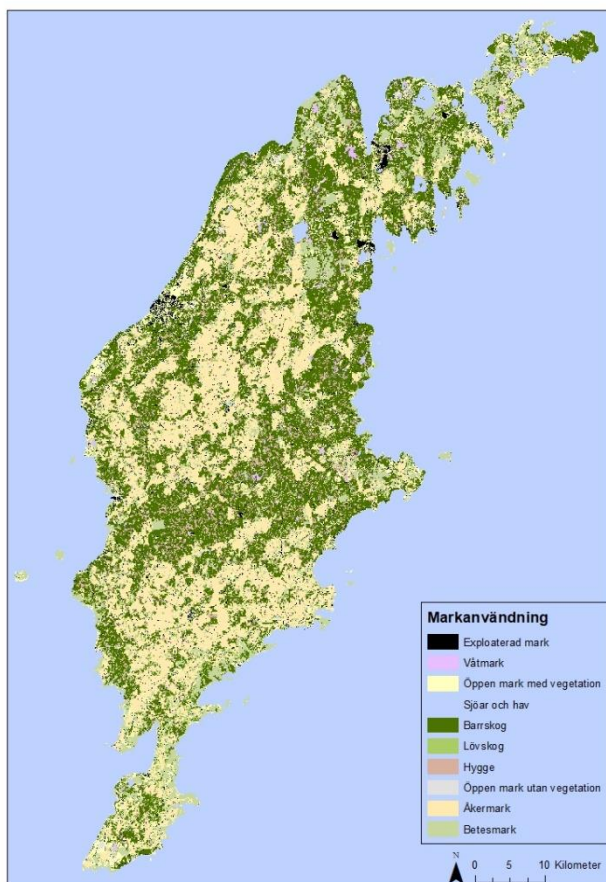 Markanvändning
Exploaterad mark
Våtmark
Öppen mark med vegetation
Sjöar och hav
Barrskog
Lövskog
Hygge
Öppen mark utan vegetation
Åkermark
Betesmark
N
0 5 10 Kilometer